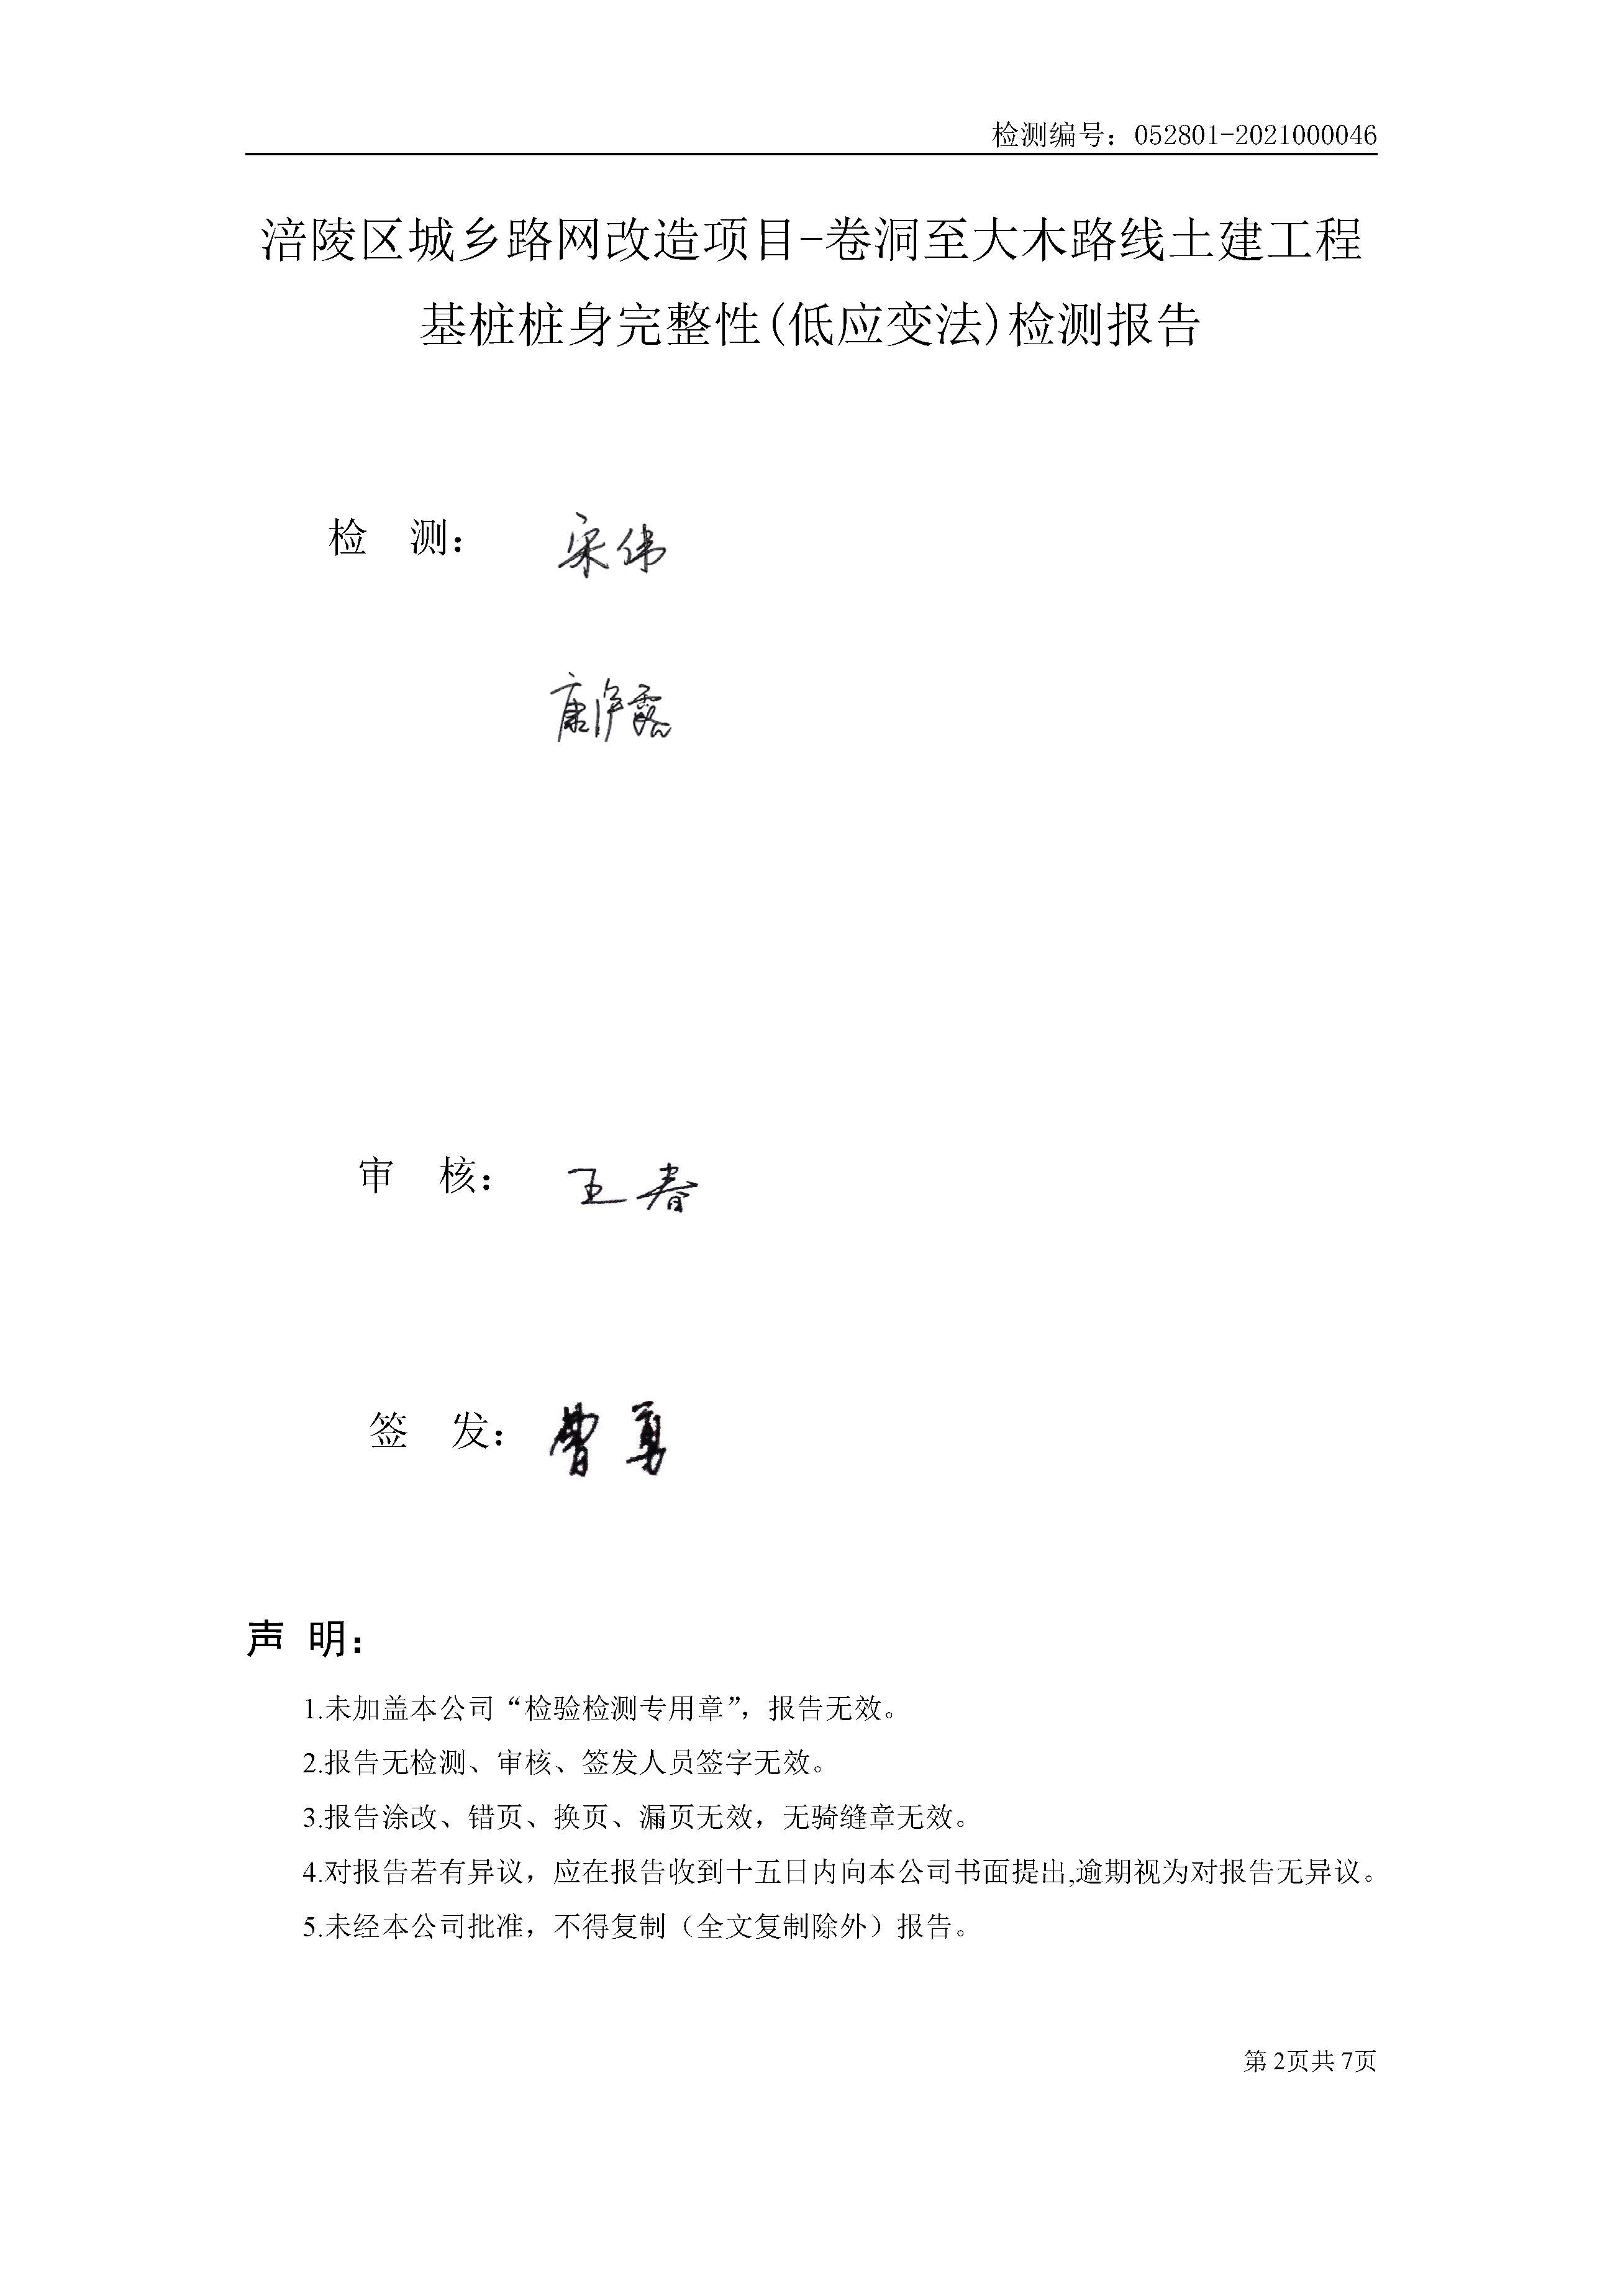 检测编号：052801-2021000046
涪陵区城乡路网改造项目-卷洞至大木路线土建工程
基桩桩身完整性(低应变法)检测报告
检 测： 宋伟
审 核： 王春
签 发： 曹勇
声 明：
1.未加盖本公司“检验检测专用章”，报告无效。
2.报告无检测、审核、签发人员签字无效。
3.报告涂改、错页、换页、漏页无效，无骑缝章无效。
4.对报告若有异议，应在报告收到十五日内向本公司书面提出,逾期视为对报告无异议。
5.未经本公司批准，不得复制（全文复制除外）报告。
第 2页共 7页